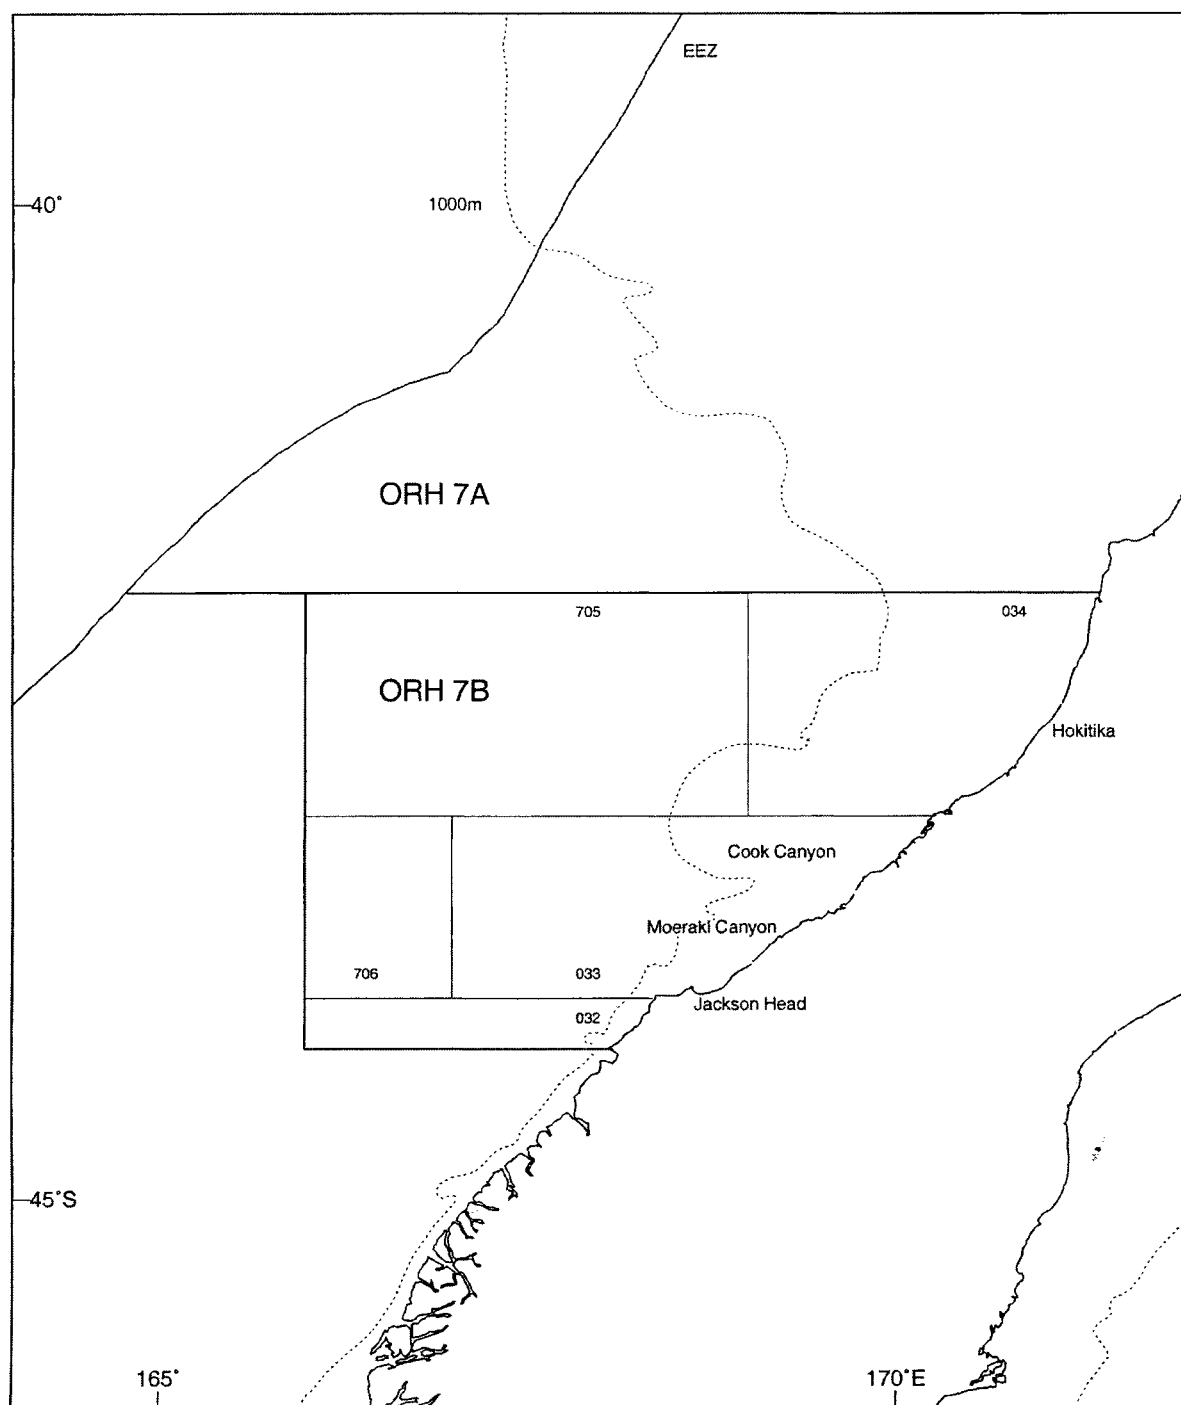 EEZ
40˚
1000m
ORH 7A
705
034
ORH 7B
Hokitika
Cook Canyon
Moeraki Canyon
706
033
Jackson Head
032
45˚S
165˚
170˚E